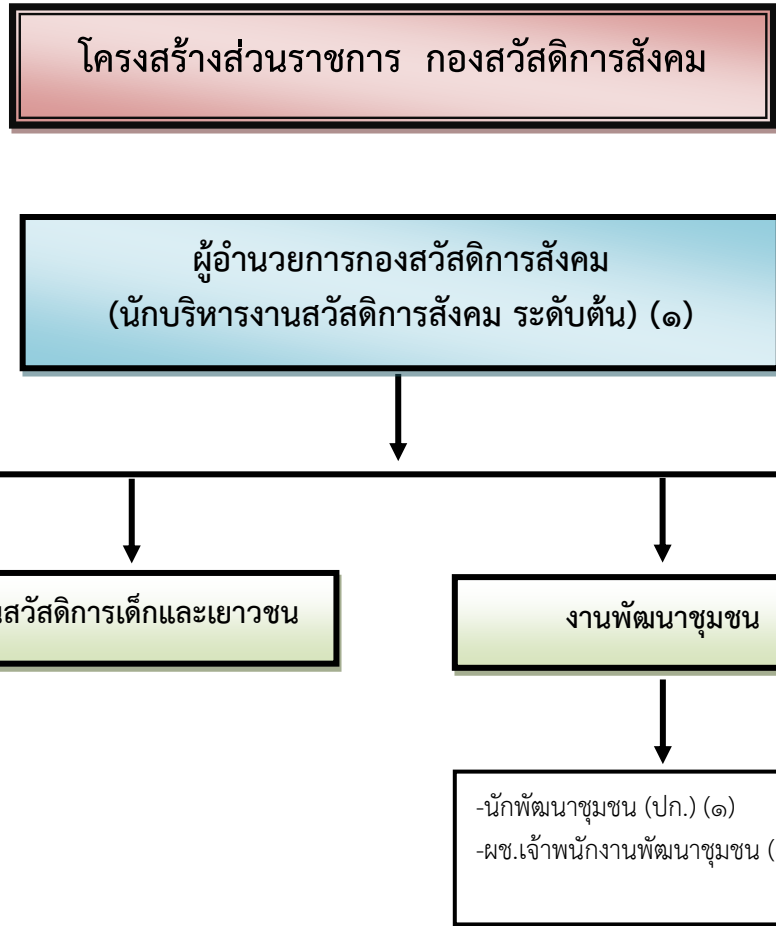 โครงสร้างส่วนราชการ กองสวัสดิการสังคม
ผู้อำนวยการกองสวัสดิการสังคม
(นักบริหารงานสวัสดิการสังคม ระดับต้น) (๑)
สวัสดิการเด็กและเยาวชน
งานพัฒนาชุมชน
-นักพัฒนาชุมชน (ปก.) (๑)
-ผช.เจ้าพนักงานพัฒนาชุมชน (